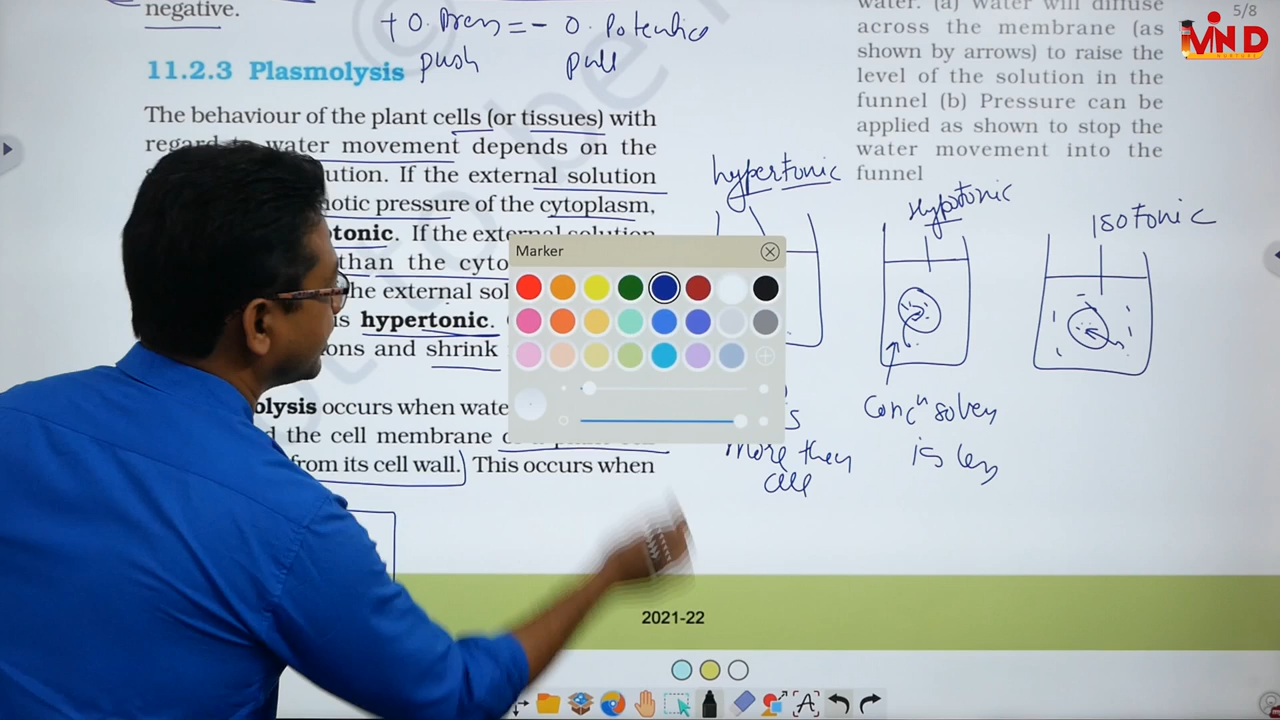 negative.
+ O. Press = - O. Potential
push pull
11.2.3 Plasmolysis
The behaviour of the plant cells (or tissues) with
water movement depends on the
ution. If the external solution
notic pressure of the cytoplasm,
tonic. If the external solution
than the cyto
he external sol
is hypertonic.
ons and shrink
olysis occurs when wate
d the cell membrane
from its cell wall. This occurs when
water. (a) Water will diffuse
across the membrane (as
shown by arrows) to raise the
level of the solution in the
funnel (b) Pressure can be
applied as shown to stop the
water movement into the
funnel
5/8
MIND
hypertonic
Hypotonic
Isotonic
Marker
is
more then
cell
Concn solven
is less
2021-22
A